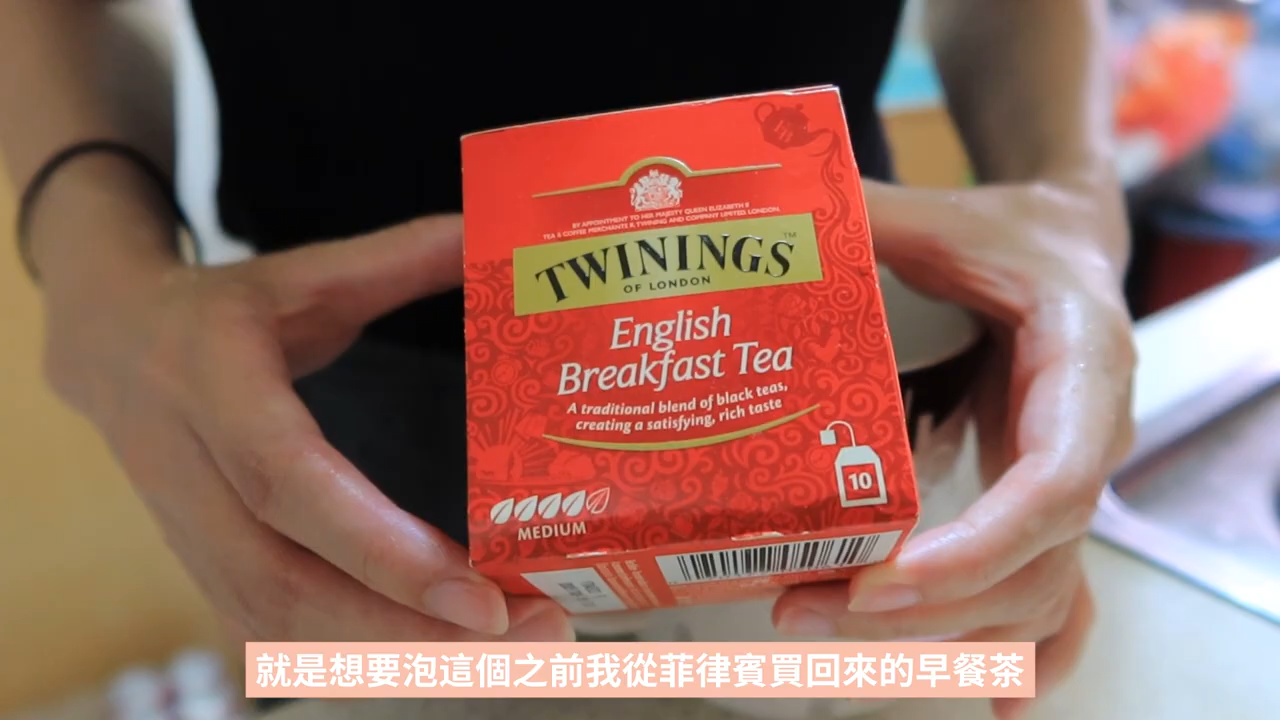 BY APPOINTMENT TO HER MAJESTY QUEEN ELIZABETH II
TEA & COFFEE MERCHANTS R. TWINING AND COMPANY LIMITED, LONDON.
TWININGS™
OF LONDON
English
Breakfast Tea
A traditional blend of black teas,
creating a satisfying, rich taste
10
MEDIUM
就是想要泡這個之前我從菲律賓買回來的早餐茶